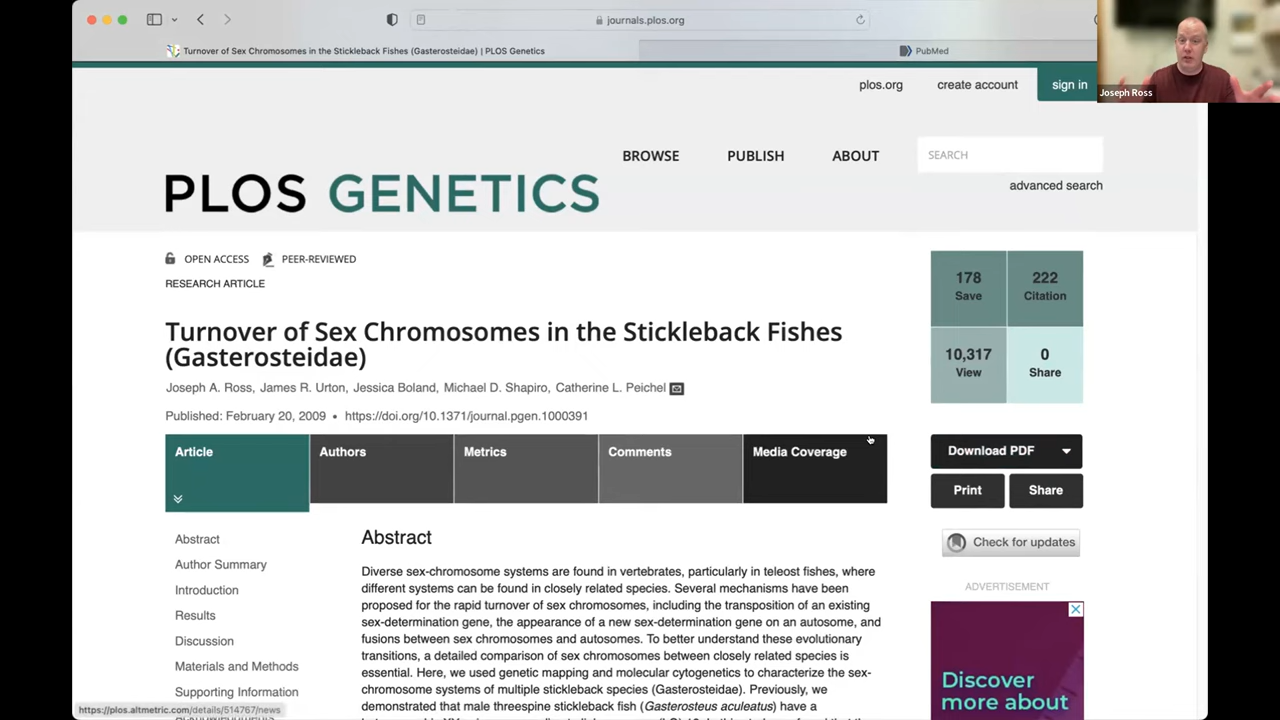 journals.plos.org
Turnover of Sex Chromosomes in the Stickleback Fishes (Gasterosteidae) | PLOS Genetics
PubMed
Joseph Ross
plos.org
create account
sign in
BROWSE
PUBLISH
ABOUT
SEARCH
advanced search
PLOS GENETICS
OPEN ACCESS
PEER-REVIEWED
RESEARCH ARTICLE
Turnover of Sex Chromosomes in the Stickleback Fishes
(Gasterosteidae)
Joseph A. Ross, James R. Urton, Jessica Boland, Michael D. Shapiro, Catherine L. Peichel
Published: February 20, 2009 • https://doi.org/10.1371/journal.pgen.1000391
178
Save
222
Citation
10,317
View
0
Share
Article
Authors
Metrics
Comments
Media Coverage
Download PDF
Print
Share
Check for updates
ADVERTISEMENT
Discover
more about
Abstract
Author Summary
Introduction
Results
Discussion
Materials and Methods
Supporting Information
Abstract
Diverse sex-chromosome systems are found in vertebrates, particularly in teleost fishes, where
different systems can be found in closely related species. Several mechanisms have been
proposed for the rapid turnover of sex chromosomes, including the transposition of an existing
sex-determination gene, the appearance of a new sex-determination gene on an autosome, and
fusions between sex chromosomes and autosomes. To better understand these evolutionary
transitions, a detailed comparison of sex chromosomes between closely related species is
essential. Here, we used genetic mapping and molecular cytogenetics to characterize the sex-
chromosome systems of multiple stickleback species (Gasterosteidae). Previously, we
demonstrated that male threespine stickleback fish (Gasterosteus aculeatus) have a
https://plos.altmetric.com/details/514767/news